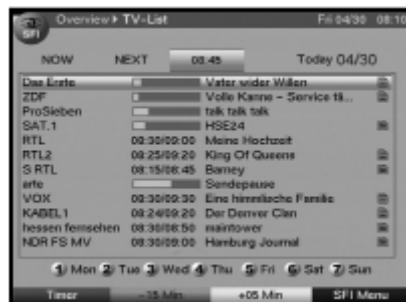 Overview ▸ TV-List Fri 04/30 08:10
SFI
NOW NEXT 08:45 Today 04/30
Das Erste Vater wider Willen
ZDF Volle Kanne – Service tä...
ProSieben talk talk talk
SAT.1 HSE24
RTL 08:30/09:00 Meine Hochzeit
RTL2 08:25/09:20 King Of Queens
S RTL 08:15/08:45 Barney
arte Sendepause
VOX 08:30/09:30 Eine himmlische Familie
KABEL1 08:24/09:20 Der Denver Clan
hessen fernsehen 08:30/08:50 maintower
NDR FS MV 08:30/09:00 Hamburg Journal
1 Mon 2 Tue 3 Wed 4 Thu 5 Fri 6 Sat 7 Sun
Timer -15 Min +05 Min SFI Menu